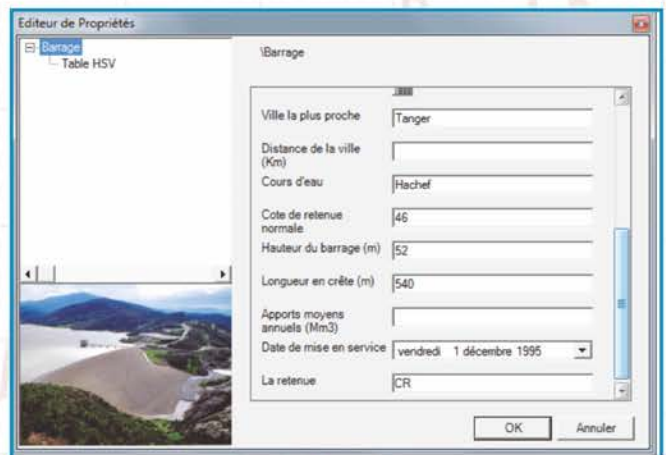 Editeur de Propriétés
Barrage
Table HSV
\Barrage
Ville la plus proche
Tanger
Distance de la ville
(Km)
Cours d'eau
Hachef
Cote de retenue
normale
46
Hauteur du barrage (m)
52
Longueur en crête (m)
540
Apports moyens
annuels (Mm3)
Date de mise en service
vendredi 1 décembre 1995
La retenue
CR
OK
Annuler